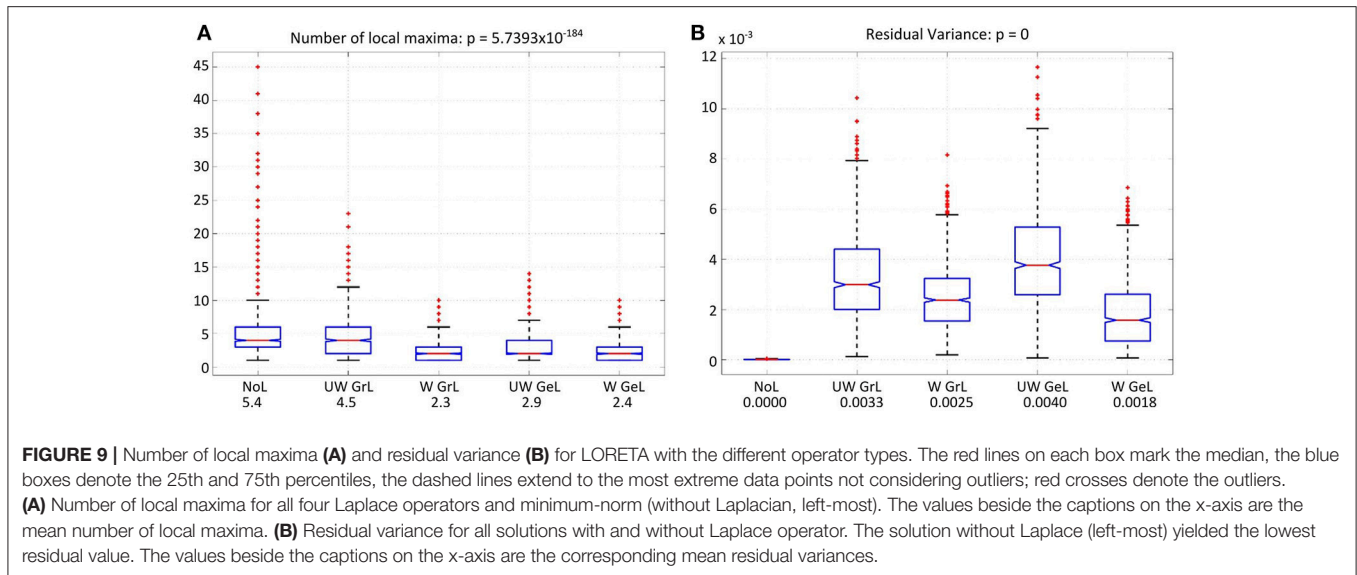 A
Number of local maxima: p = 5.7393x10⁻¹⁸⁴
45
40
35
30
25
20
15
10
5
0
NoL UW GrL W GrL UW GeL W GeL
5.4 4.5 2.3 2.9 2.4
B
Residual Variance: p = 0
x 10⁻³
12
10
8
6
4
2
0
NoL UW GrL W GrL UW GeL W GeL
0.0000 0.0033 0.0025 0.0040 0.0018
FIGURE 9 | Number of local maxima (A) and residual variance (B) for LORETA with the different operator types. The red lines on each box mark the median, the blue
boxes denote the 25th and 75th percentiles, the dashed lines extend to the most extreme data points not considering outliers; red crosses denote the outliers.
(A) Number of local maxima for all four Laplace operators and minimum-norm (without Laplacian, left-most). The values beside the captions on the x-axis are the
mean number of local maxima. (B) Residual variance for all solutions with and without Laplace operator. The solution without Laplace (left-most) yielded the lowest
residual value. The values beside the captions on the x-axis are the corresponding mean residual variances.